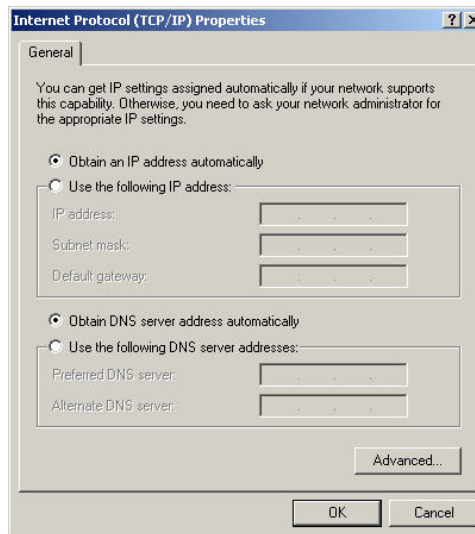 Internet Protocol (TCP/IP) Properties
General
You can get IP settings assigned automatically if your network supports
this capability. Otherwise, you need to ask your network administrator for
the appropriate IP settings.
Obtain an IP address automatically
Use the following IP address:
IP address:
Subnet mask:
Default gateway:
Obtain DNS server address automatically
Use the following DNS server addresses:
Preferred DNS server:
Alternate DNS server:
Advanced...
OK Cancel